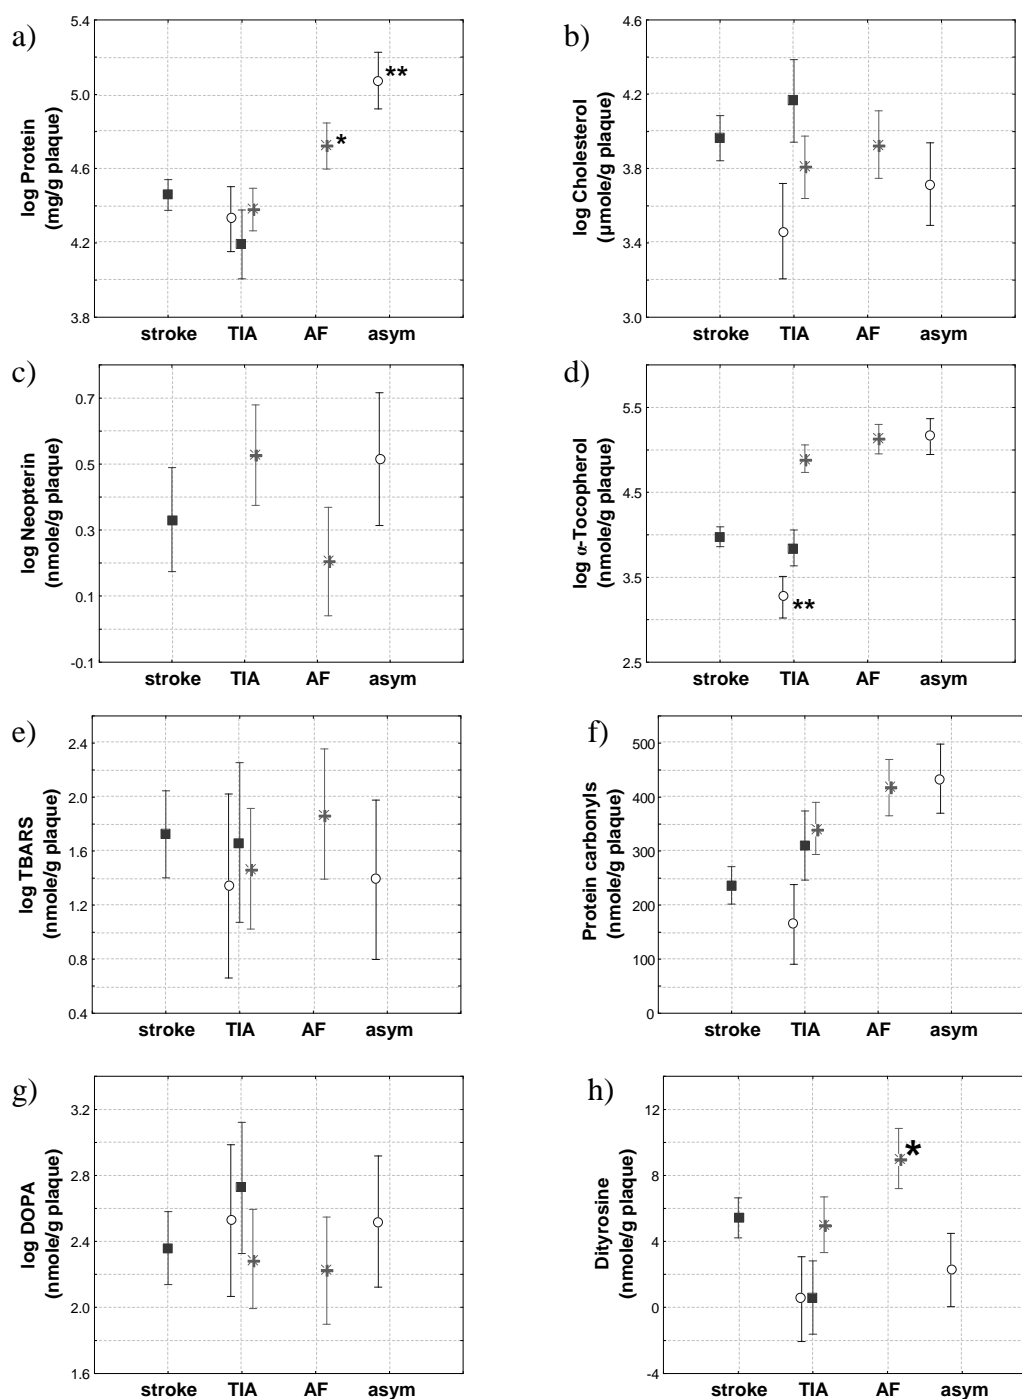 a)
5.4
5.0
4.6
4.2
3.8
log Protein
(mg/g plaque)
*
**
stroke TIA AF asym
b)
4.6
4.2
3.8
3.4
3.0
log Cholesterol
(µmole/g plaque)
stroke TIA AF asym
c)
0.7
0.5
0.3
0.1
-0.1
log Neopterin
(nmole/g plaque)
stroke TIA AF asym
d)
5.5
4.5
3.5
2.5
log α-Tocopherol
(nmole/g plaque)
**
stroke TIA AF asym
e)
2.4
2.0
1.6
1.2
0.8
0.4
log TBARS
(nmole/g plaque)
stroke TIA AF asym
f)
500
400
300
200
100
0
Protein carbonyls
(nmole/g plaque)
stroke TIA AF asym
g)
3.2
2.8
2.4
2.0
1.6
log DOPA
(nmole/g plaque)
stroke TIA AF asym
h)
12
8
4
0
-4
Dityrosine
(nmole/g plaque)
*
stroke TIA AF asym